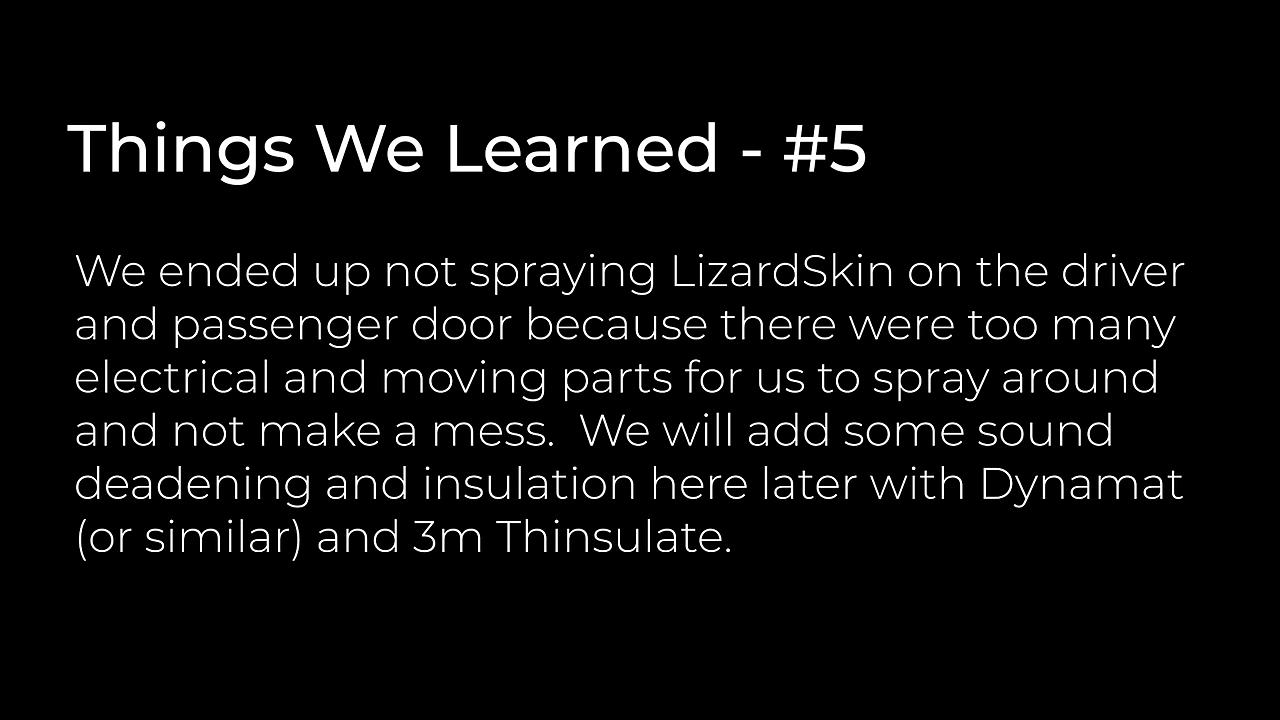 Things We Learned - #5
We ended up not spraying LizardSkin on the driver
and passenger door because there were too many
electrical and moving parts for us to spray around
and not make a mess.  We will add some sound
deadening and insulation here later with Dynamat
(or similar) and 3m Thinsulate.